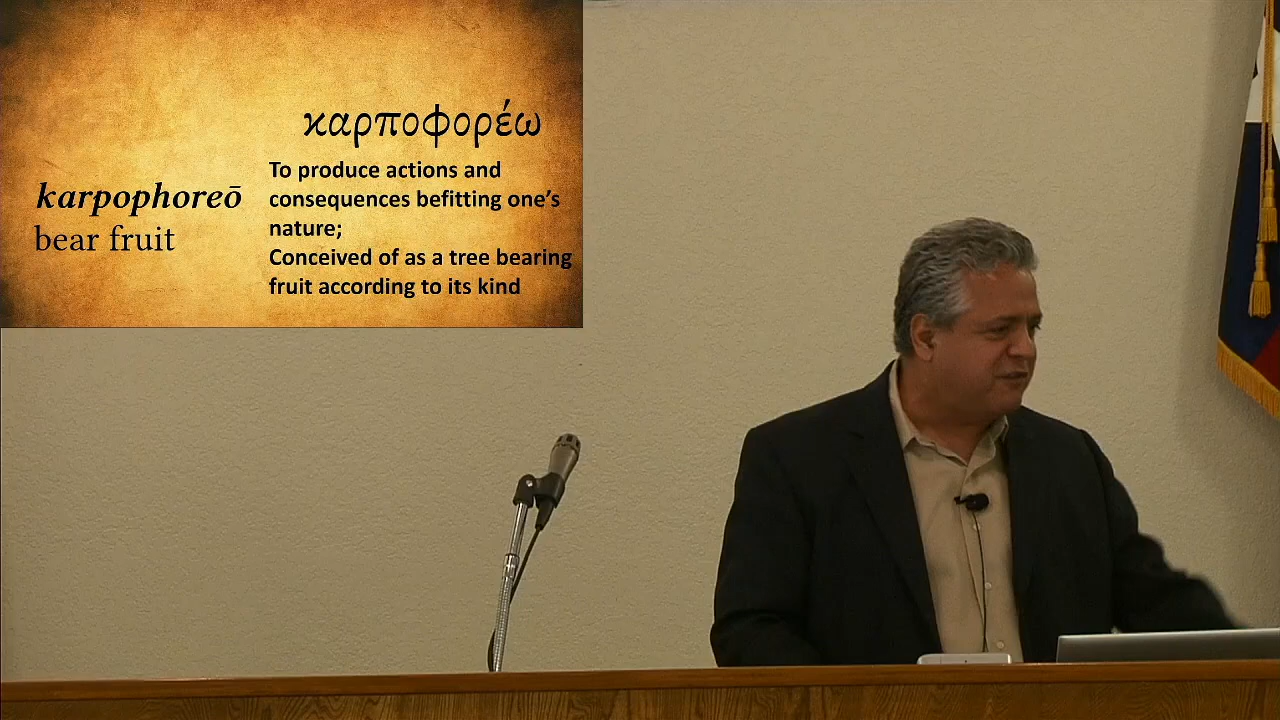 καρποφορέω
karpophoreō
bear fruit
To produce actions and
consequences befitting one’s
nature;
Conceived of as a tree bearing
fruit according to its kind